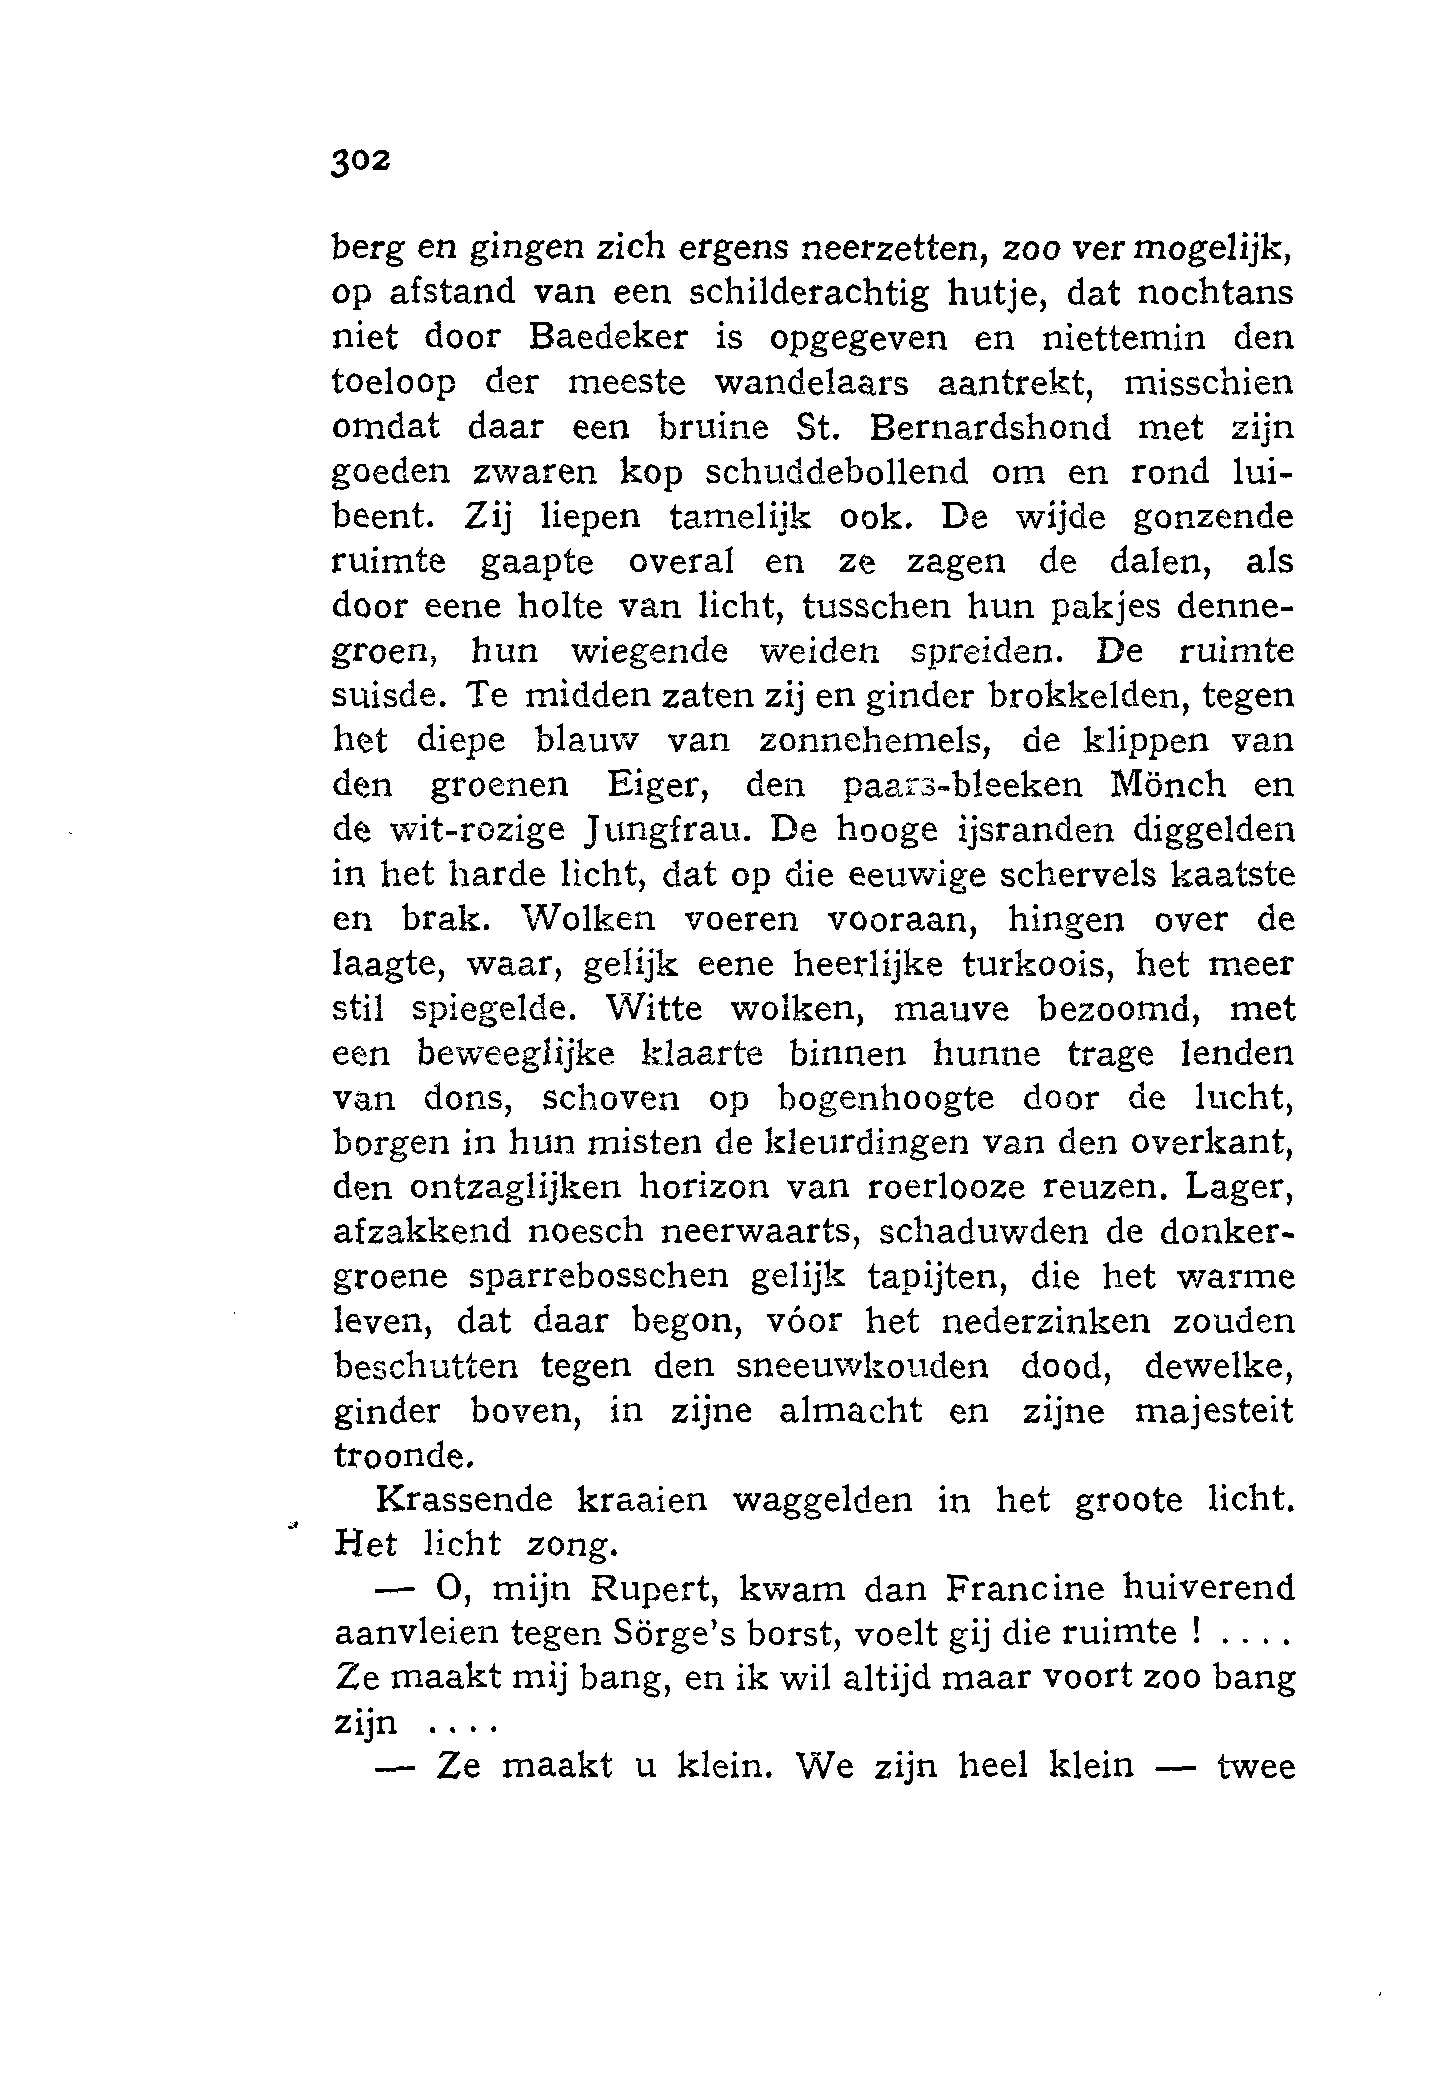 302
berg en gingen zich ergens neerzetten, zoo ver mogelijk,
op afstand van een schilderachtig hutje, dat nochtans
niet door Baedeker is opgegeven en niettemin den
toeloop der meeste wandelaars aantrekt, misschien
omdat daar een bruine St. Bernardshond met zijn
goeden zwaren kop schuddebollend om en rond lui-
beent. Zij liepen tamelijk ook. De wijde gonzende
ruimte gaapte overal en ze zagen de dalen, als
door eene holte van licht, tusschen hun pakjes denne-
groen, hun wiegende weiden spreiden. De ruimte
suisde. Te midden zaten zij en ginder brokkelden, tegen
het diepe blauw van zonnehemels, de klippen van
den groenen Eiger, den paars-bleeken Mönch en
de wit-rozige Jungfrau. De hooge ijsranden diggelden
in het harde licht, dat op die eeuwige schervels kaatste
en brak. Wolken voeren vooraan, hingen over de
laagte, waar, gelijk eene heerlijke turkoois, het meer
stil spiegelde. Witte wolken, mauve bezoomd, met
een beweeglijke klaarte binnen hunne trage lenden
van dons, schoven op bogenhoogte door de lucht,
borgen in hun misten de kleurdingen van den overkant,
den ontzaglijken horizon van roerlooze reuzen. Lager,
afzakkend noesch neerwaarts, schaduwden de donker-
groene sparrebosschen gelijk tapijten, die het warme
leven, dat daar begon, vóor het nederzinken zouden
beschutten tegen den sneeuwkouden dood, dewelke,
ginder boven, in zijne almacht en zijne majesteit
troonde.
Krassende kraaien waggelden in het groote licht.
Het licht zong.
— O, mijn Rupert, kwam dan Francine huiverend
aanvleien tegen Sörge's borst, voelt gij die ruimte ! ....
Ze maakt mij bang, en ik wil altijd maar voort zoo bang
zijn ....
— Ze maakt u klein. We zijn heel klein — twee